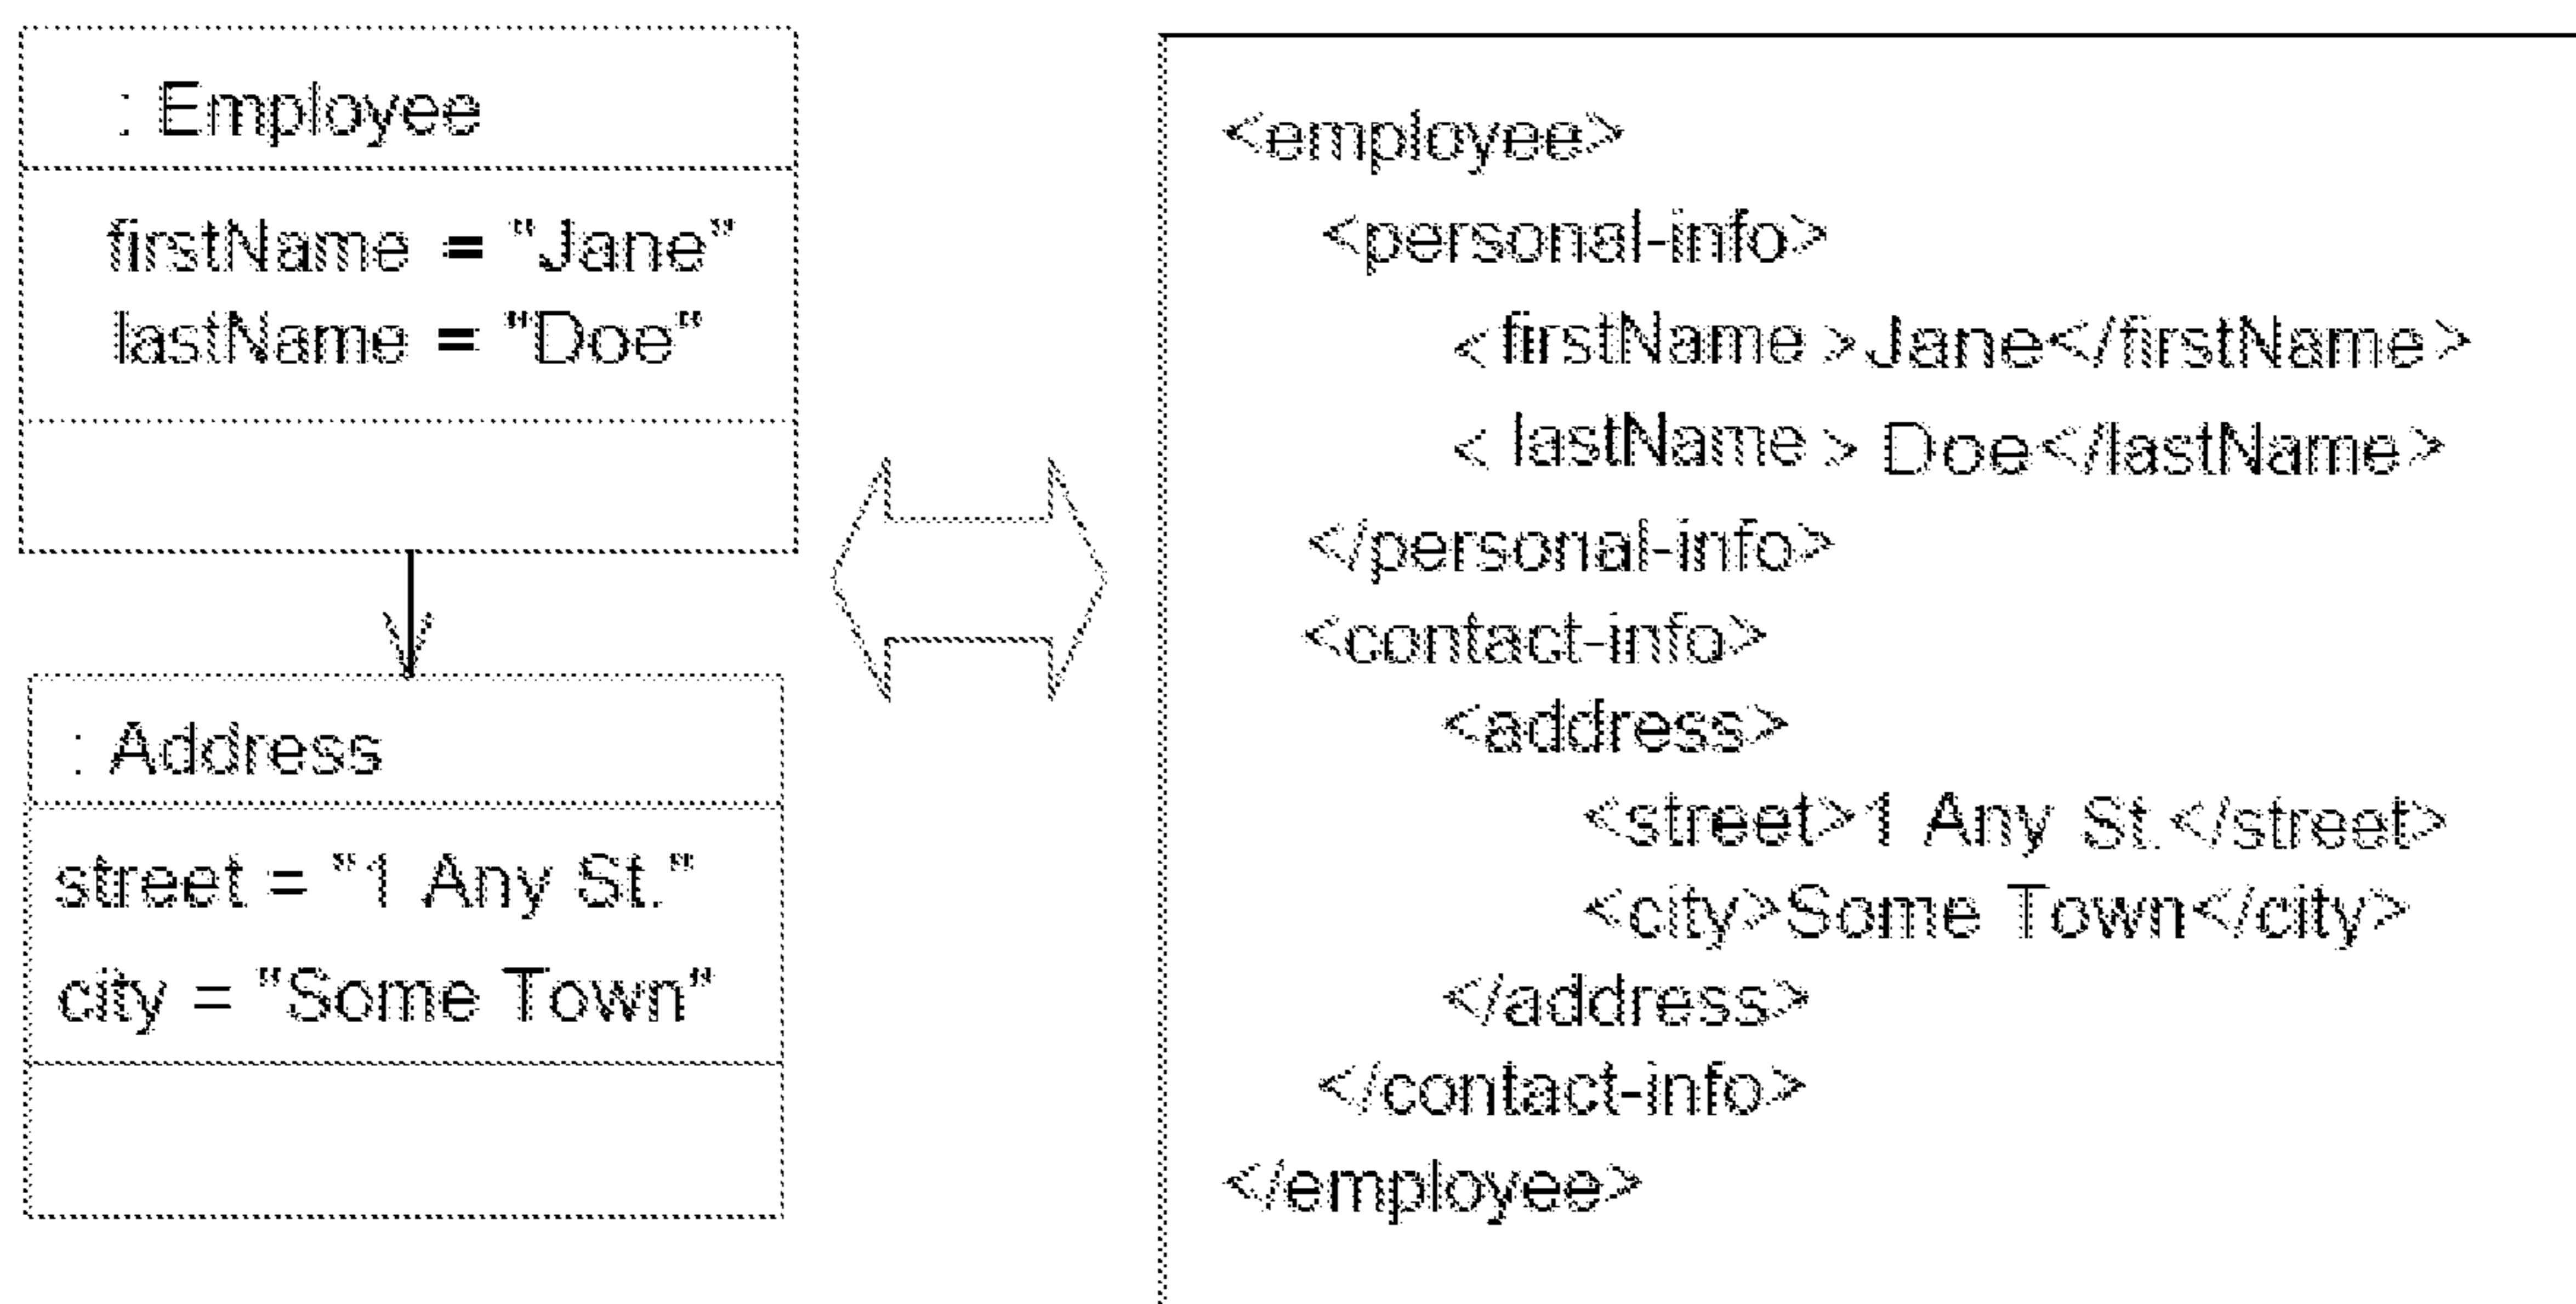 : Employee
firstName = "Jane"
lastName = "Doe"
: Address
street = "1 Any St."
city = "Some Town"
<employee>
<personal-info>
< firstName >Jane</firstName>
< lastName > Doe</lastName>
</personal-info>
<contact-info>
<address>
<street>1 Any St.</street>
<city>Some Town</city>
</address>
</contact-info>
</employee>